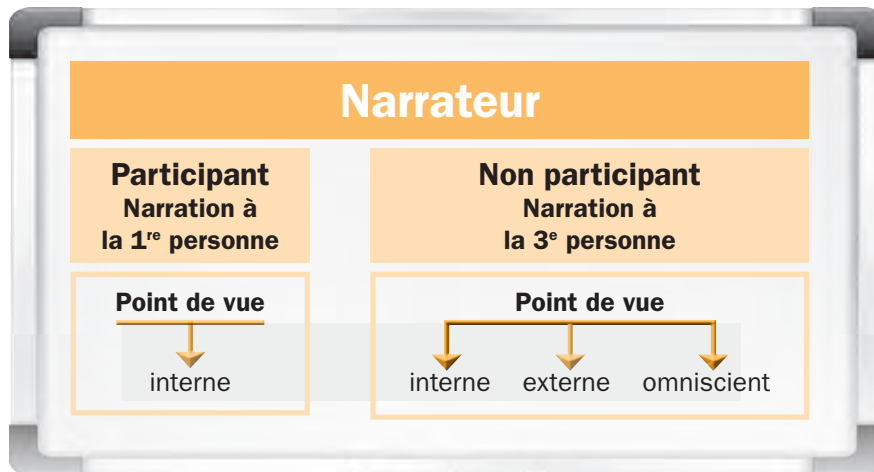 Narrateur
Participant
Narration à
la 1re personne
Non participant
Narration à
la 3e personne
Point de vue
interne
Point de vue
interne externe omniscient